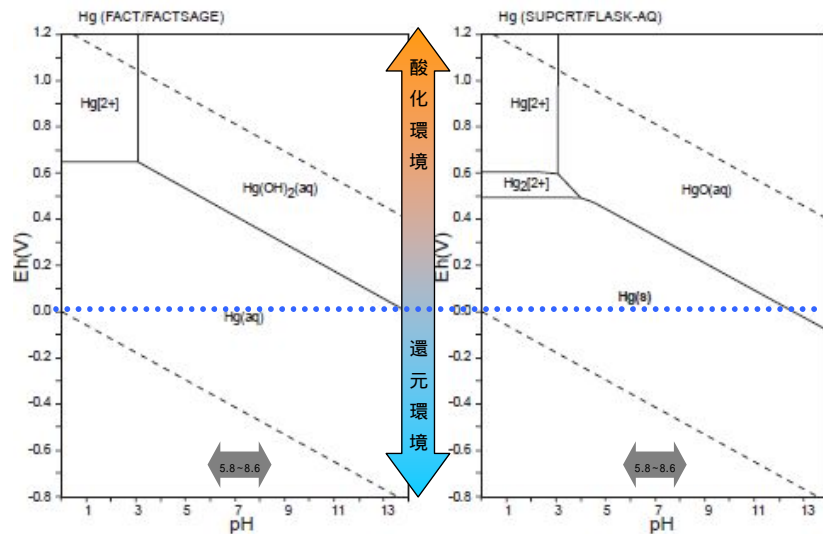 Hg (FACT/FACTSAGE)
1.2
1.0
0.8
0.6
0.4
0.2
0.0
-0.2
-0.4
-0.6
-0.8
Eh(V)
Hg[2+]
Hg(OH)2(aq)
Hg(aq)
5.8~8.6
1 3 5 7 9 11 13
pH
酸化環境
還元環境
Hg (SUPCRT/FLASK-AQ)
1.2
1.0
0.8
0.6
0.4
0.2
0.0
-0.2
-0.4
-0.6
-0.8
Eh(V)
Hg[2+]
Hg2[2+]
HgO(aq)
Hg(s)
5.8~8.6
1 3 5 7 9 11 13
pH